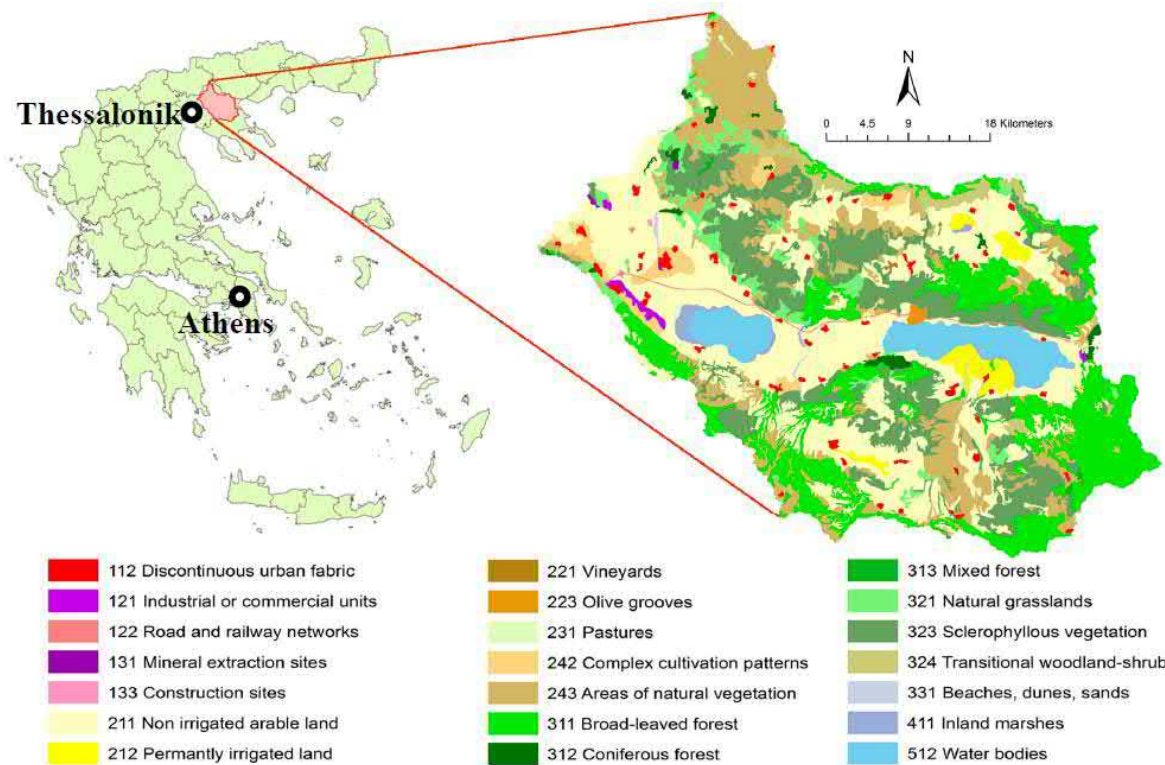 N
0 4.5 9 18 Kilometers
Thessalonik
Athens
112 Discontinuous urban fabric
121 Industrial or commercial units
122 Road and railway networks
131 Mineral extraction sites
133 Construction sites
211 Non irrigated arable land
212 Permantly irrigated land
221 Vineyards
223 Olive grooves
231 Pastures
242 Complex cultivation patterns
243 Areas of natural vegetation
311 Broad-leaved forest
312 Coniferous forest
313 Mixed forest
321 Natural grasslands
323 Sclerophyllous vegetation
324 Transitional woodland-shrub
331 Beaches, dunes, sands
411 Inland marshes
512 Water bodies